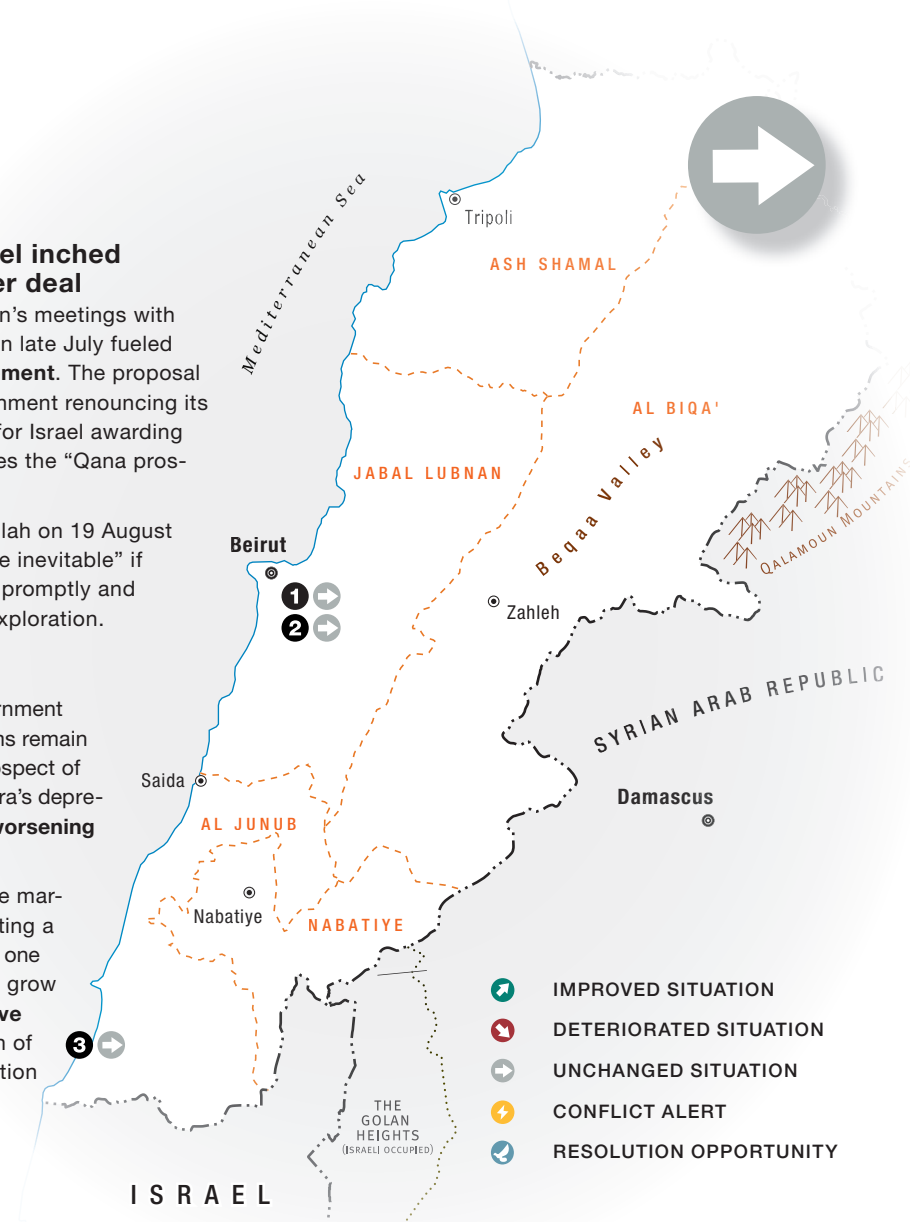 el inched
er deal
n's meetings with
n late July fueled
ment. The proposal
nment renouncing its
for Israel awarding
es the “Qana pros-
lah on 19 August
e inevitable” if
promptly and
xploration.
rnment
ns remain
ospect of
ra's depre-
vorsening
e mar-
ting a
one
grow
ve
n of
tion
Mediterranean Sea
Tripoli
ASH SHAMAL
AL BIQA'
JABAL LUBNAN
Beqaa Valley
QALAMOUN MOUNTAINS
Beirut
1
2
Zahleh
SYRIAN ARAB REPUBLIC
Saida
Damascus
AL JUNUB
Nabatiye
NABATIYE
3
THE
GOLAN
HEIGHTS
(ISRAELI OCCUPIED)
ISRAEL
IMPROVED SITUATION
DETERIORATED SITUATION
UNCHANGED SITUATION
CONFLICT ALERT
RESOLUTION OPPORTUNITY